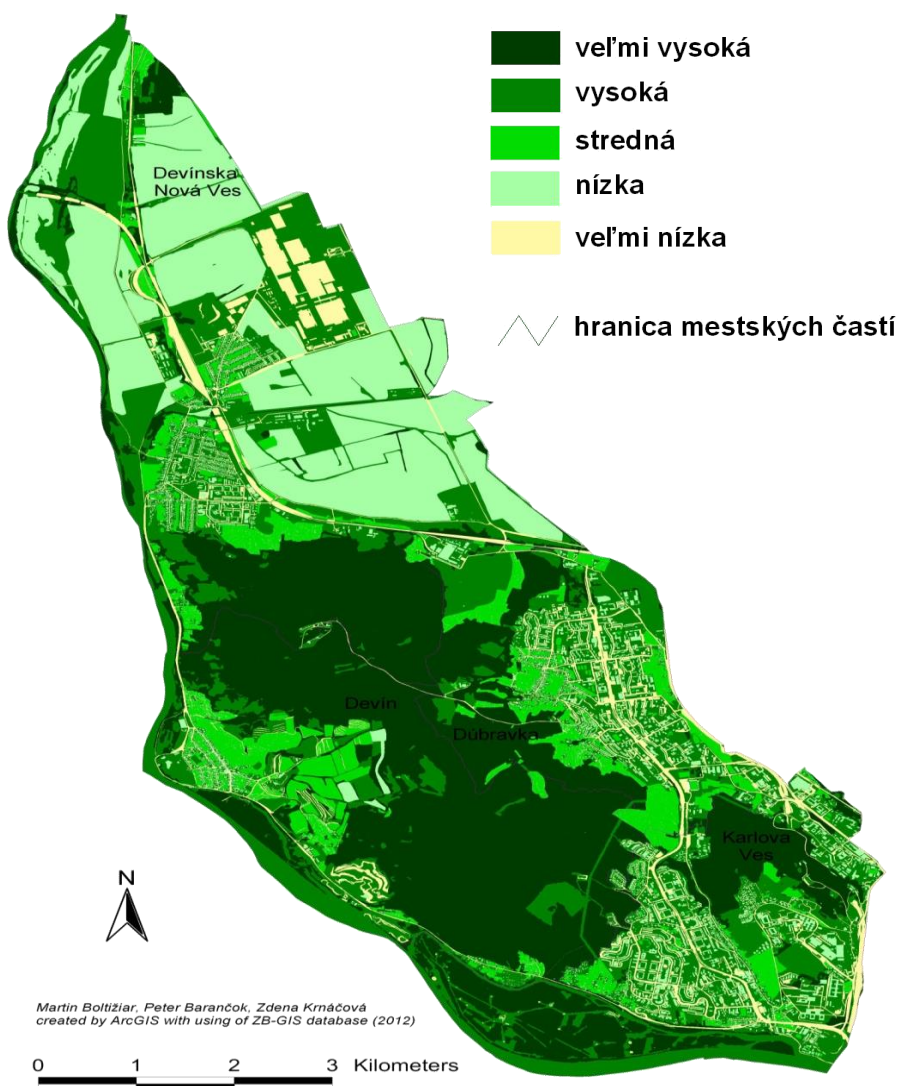 veľmi vysoká
vysoká
stredná
nízka
veľmi nízka
hranica mestských častí
Devínska
Nová Ves
Devín
Dúbravka
Karlova
Ves
N
Martin Boltižiar, Peter Barančok, Zdena Krnáčová
created by ArcGIS with using of ZB-GIS database (2012)
0 1 2 3 Kilometers